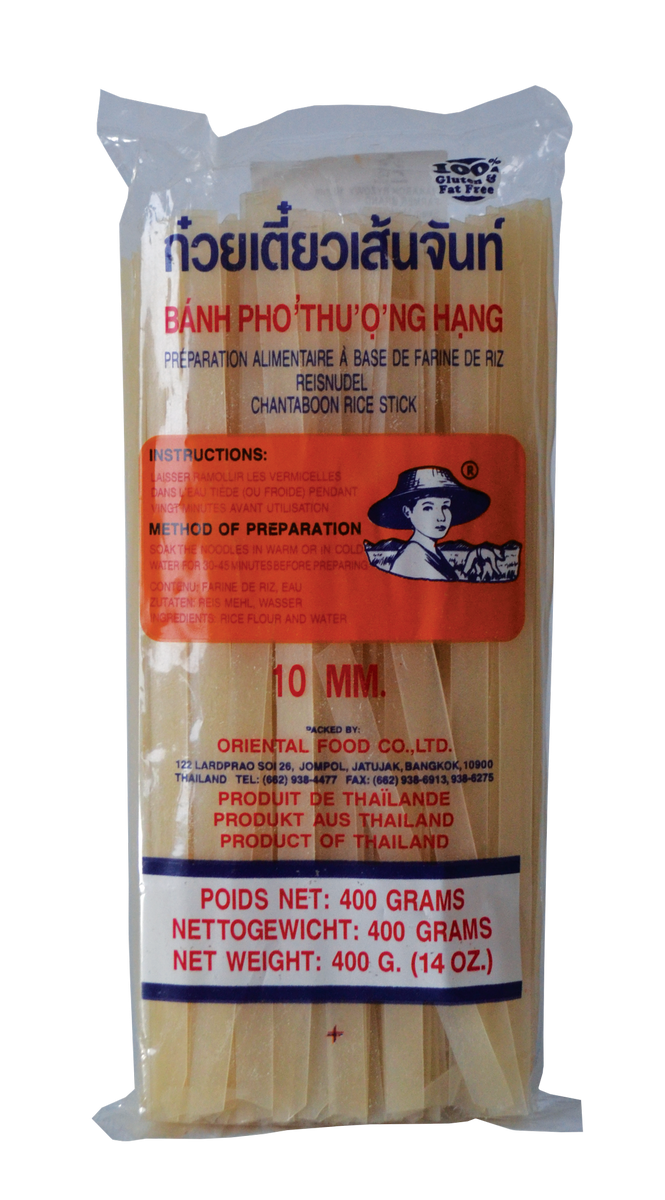 100%
Gluten &
Fat Free
ก๋วยเตี๋ยวเส้นจันท์
BÁNH PHO'̉THU'Ọ'NG HẠNG
PRÉPARATION ALIMENTAIRE À BASE DE FARINE DE RIZ
REISNUDEL
CHANTABOON RICE STICK
INSTRUCTIONS:
LAISSER RAMOLLIR LES VERMICELLES
DANS L'EAU TIÈDE (OU FROIDE) PENDANT
VINGT MINUTES AVANT UTILISATION
METHOD OF PREPARATION
SOAK THE NOODLES IN WARM OR IN COLD
WATER FOR 30-45 MINUTES BEFORE PREPARING
CONTENU: FARINE DE RIZ, EAU
ZUTATEN: REIS MEHL, WASSER
INGREDIENTS: RICE FLOUR AND WATER
®
10 MM.
PACKED BY:
ORIENTAL FOOD CO.,LTD.
122 LARDPRAO SOI 26, JOMPOL, JATUJAK, BANGKOK, 10900
THAILAND TEL: (662) 938-4477 FAX: (662) 938-6913, 938-6275
PRODUIT DE THAÏLANDE
PRODUKT AUS THAILAND
PRODUCT OF THAILAND
POIDS NET: 400 GRAMS
NETTOGEWICHT: 400 GRAMS
NET WEIGHT: 400 G. (14 OZ.)